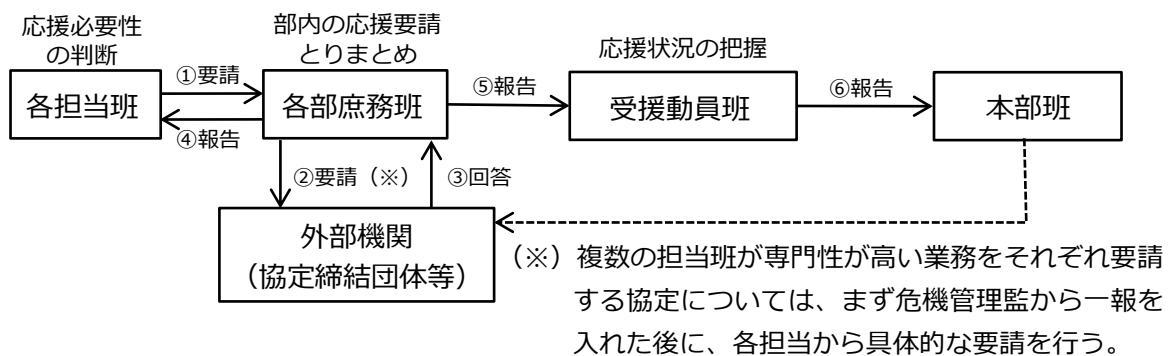 応援必要性
の判断
部内の応援要請
とりまとめ
応援状況の把握
①要請
⑤報告
⑥報告
各担当班
各部庶務班
受援動員班
本部班
④報告
②要請（※）
③回答
外部機関
（協定締結団体等）
（※）複数の担当班が専門性が高い業務をそれぞれ要請
する協定については、まず危機管理監から一報を
入れた後に、各担当から具体的な要請を行う。